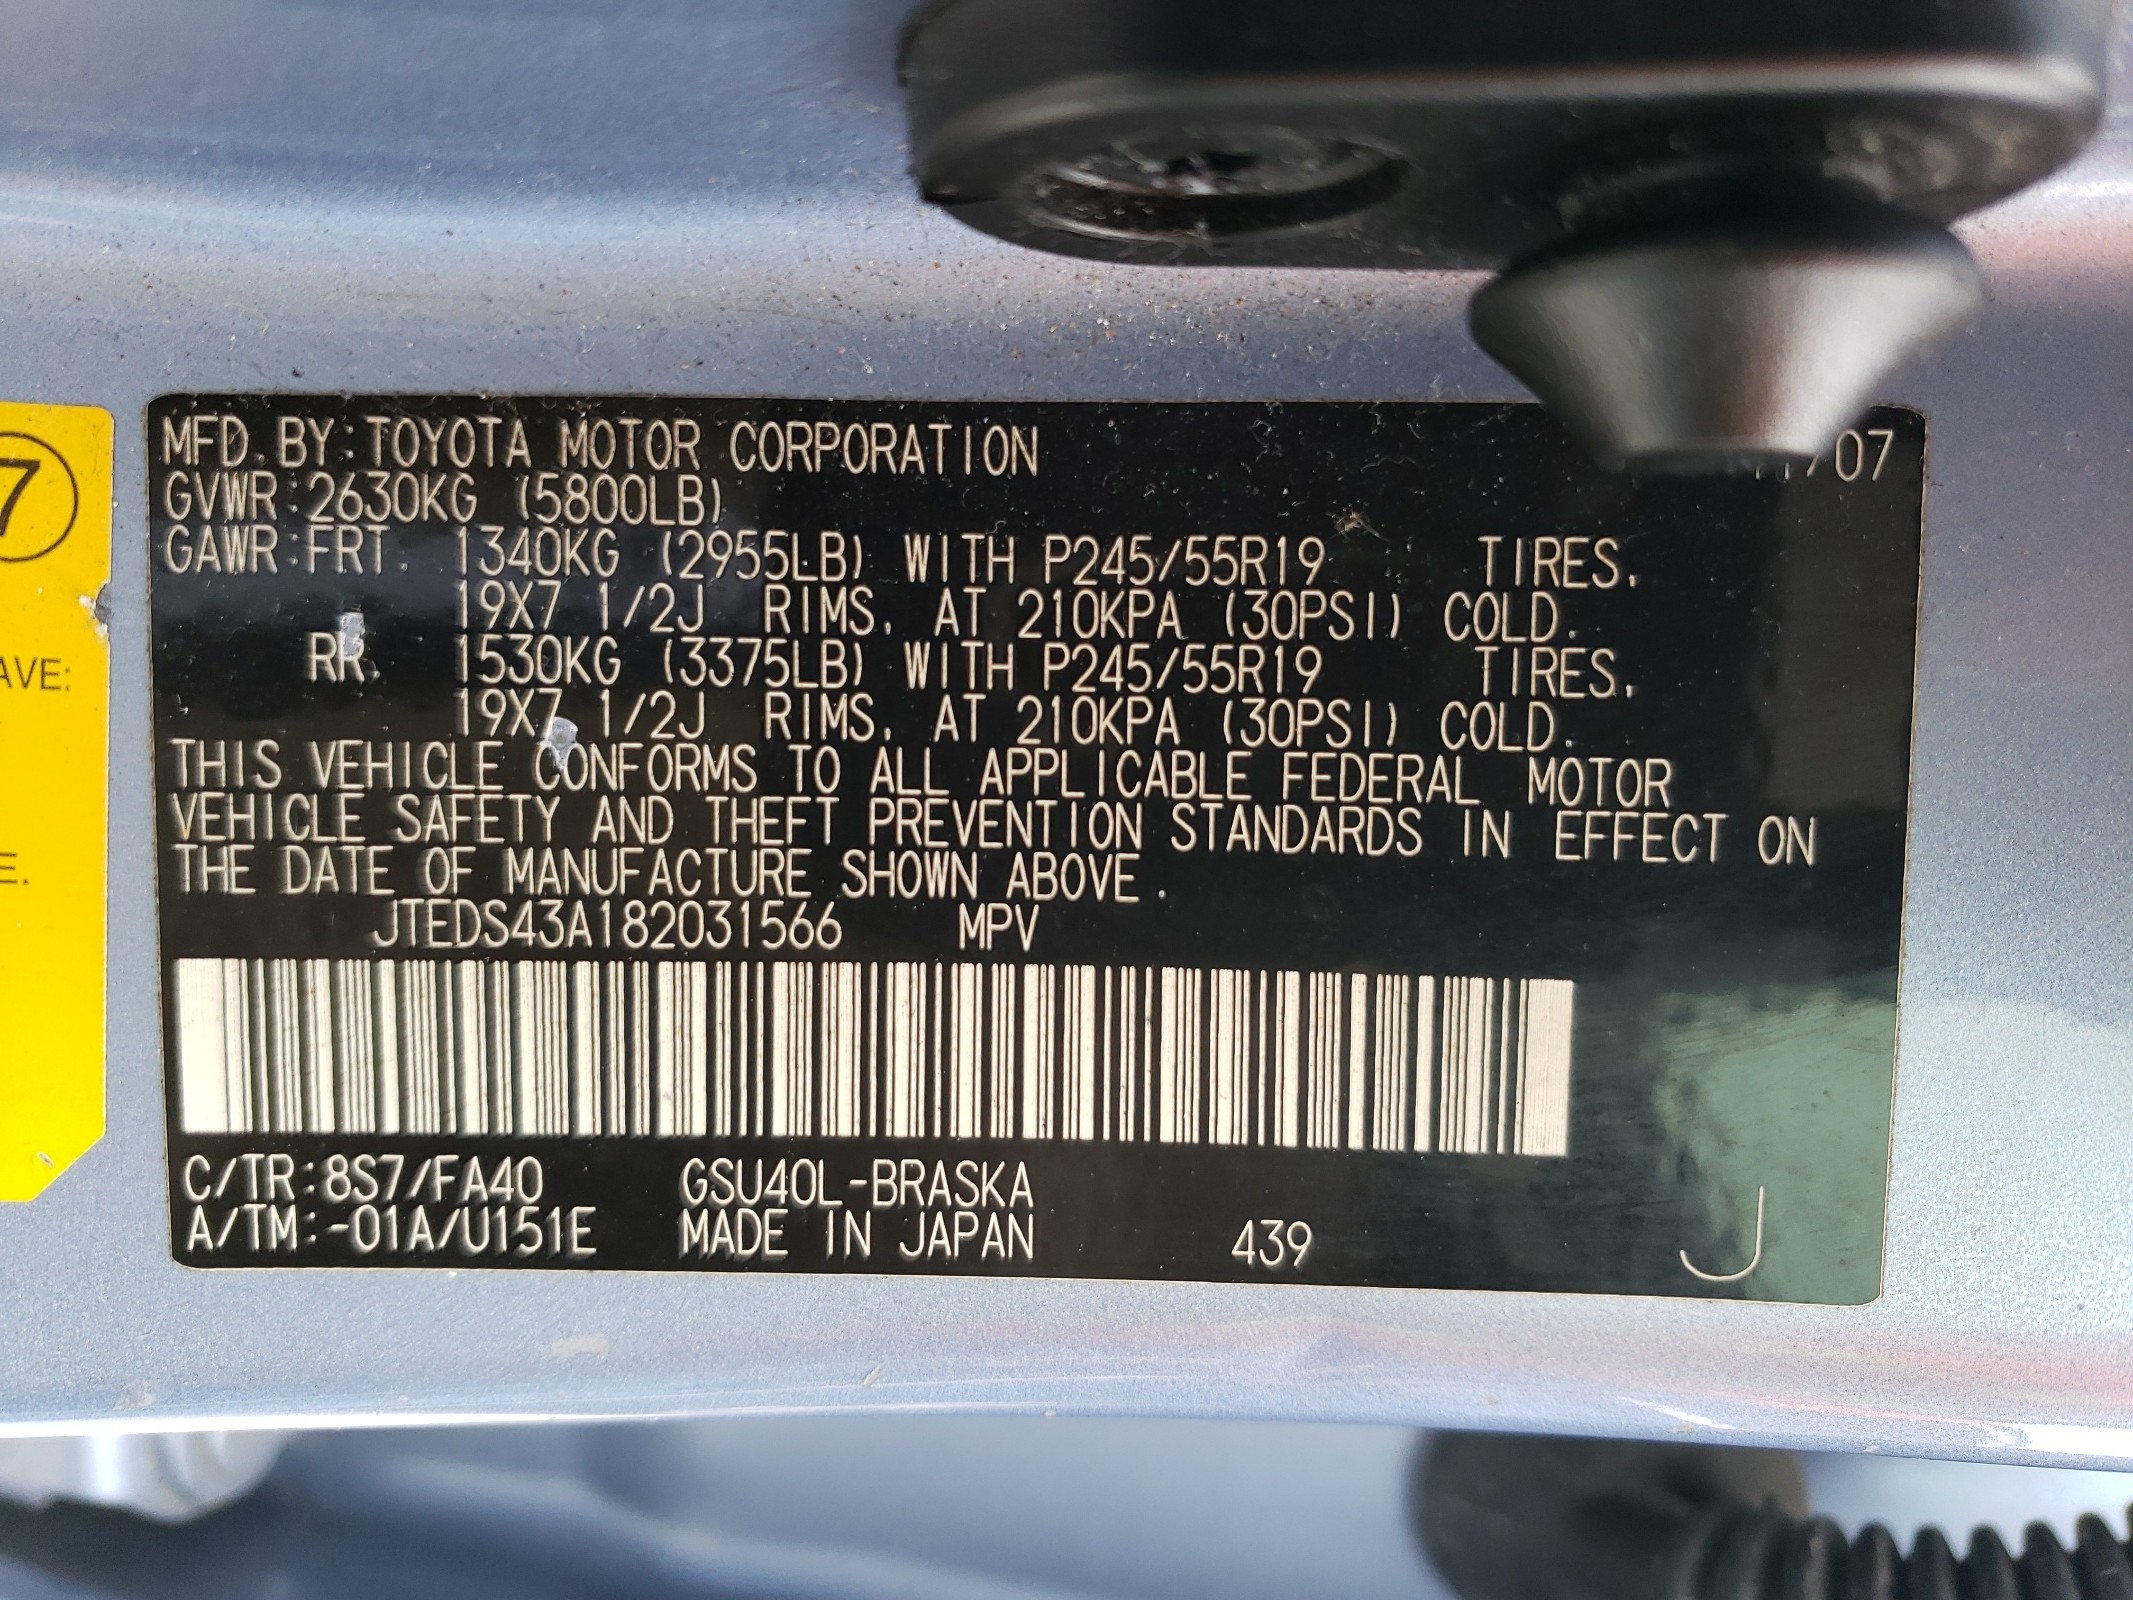 MFD. BY: TOYOTA MOTOR CORPORATION /07
GVWR: 2630KG (5800LB)
GAWR: FRT. 1340KG (2955LB) WITH P245/55R19 TIRES,
19X7 1/2J RIMS, AT 210KPA (30PSI) COLD.
RR. 1530KG (3375LB) WITH P245/55R19 TIRES,
19X7 1/2J RIMS, AT 210KPA (30PSI) COLD.
THIS VEHICLE CONFORMS TO ALL APPLICABLE FEDERAL MOTOR
VEHICLE SAFETY AND THEFT PREVENTION STANDARDS IN EFFECT ON
THE DATE OF MANUFACTURE SHOWN ABOVE.
JTEDS43A182031566 MPV
C/TR: 8S7/FA40 GSU40L-BRASKA
A/TM: -01A/U151E MADE IN JAPAN 439 J
7
AVE:
E.